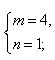 m = 4,
n = 1;